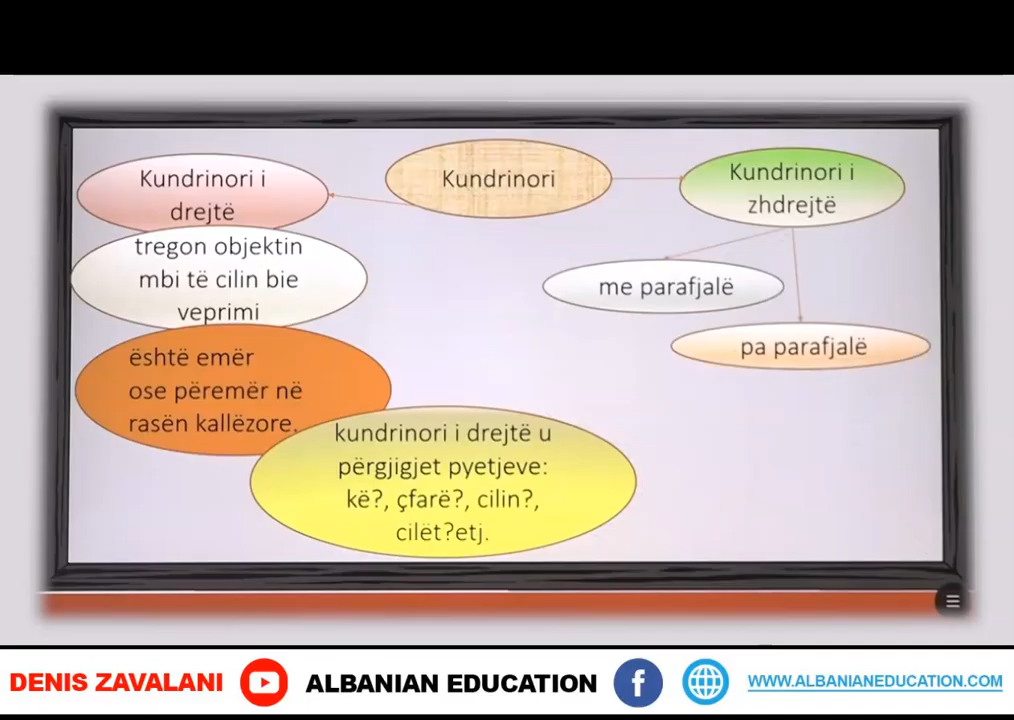 Kundrinori
Kundrinori i
drejtë
tregon objektin
mbi të cilin bie
veprimi
është emër
ose përemër në
rasën kallëzore.
kundrinori i drejtë u
përgjigjet pyetjeve:
kë?, çfarë?, cilin?,
cilët?etj.
Kundrinori i
zhdrejtë
me parafjalë
pa parafjalë
DENIS ZAVALANI
ALBANIAN EDUCATION
WWW.ALBANIANEDUCATION.COM